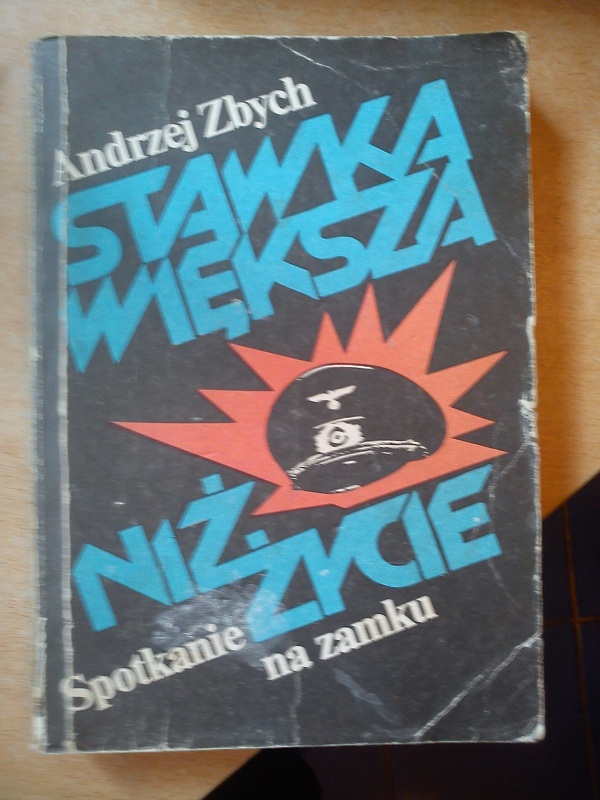 Andrzej Zbych
STAWKA
WIĘKSZA
NIŻ
ŻYCIE
Spotkanie
na zamku